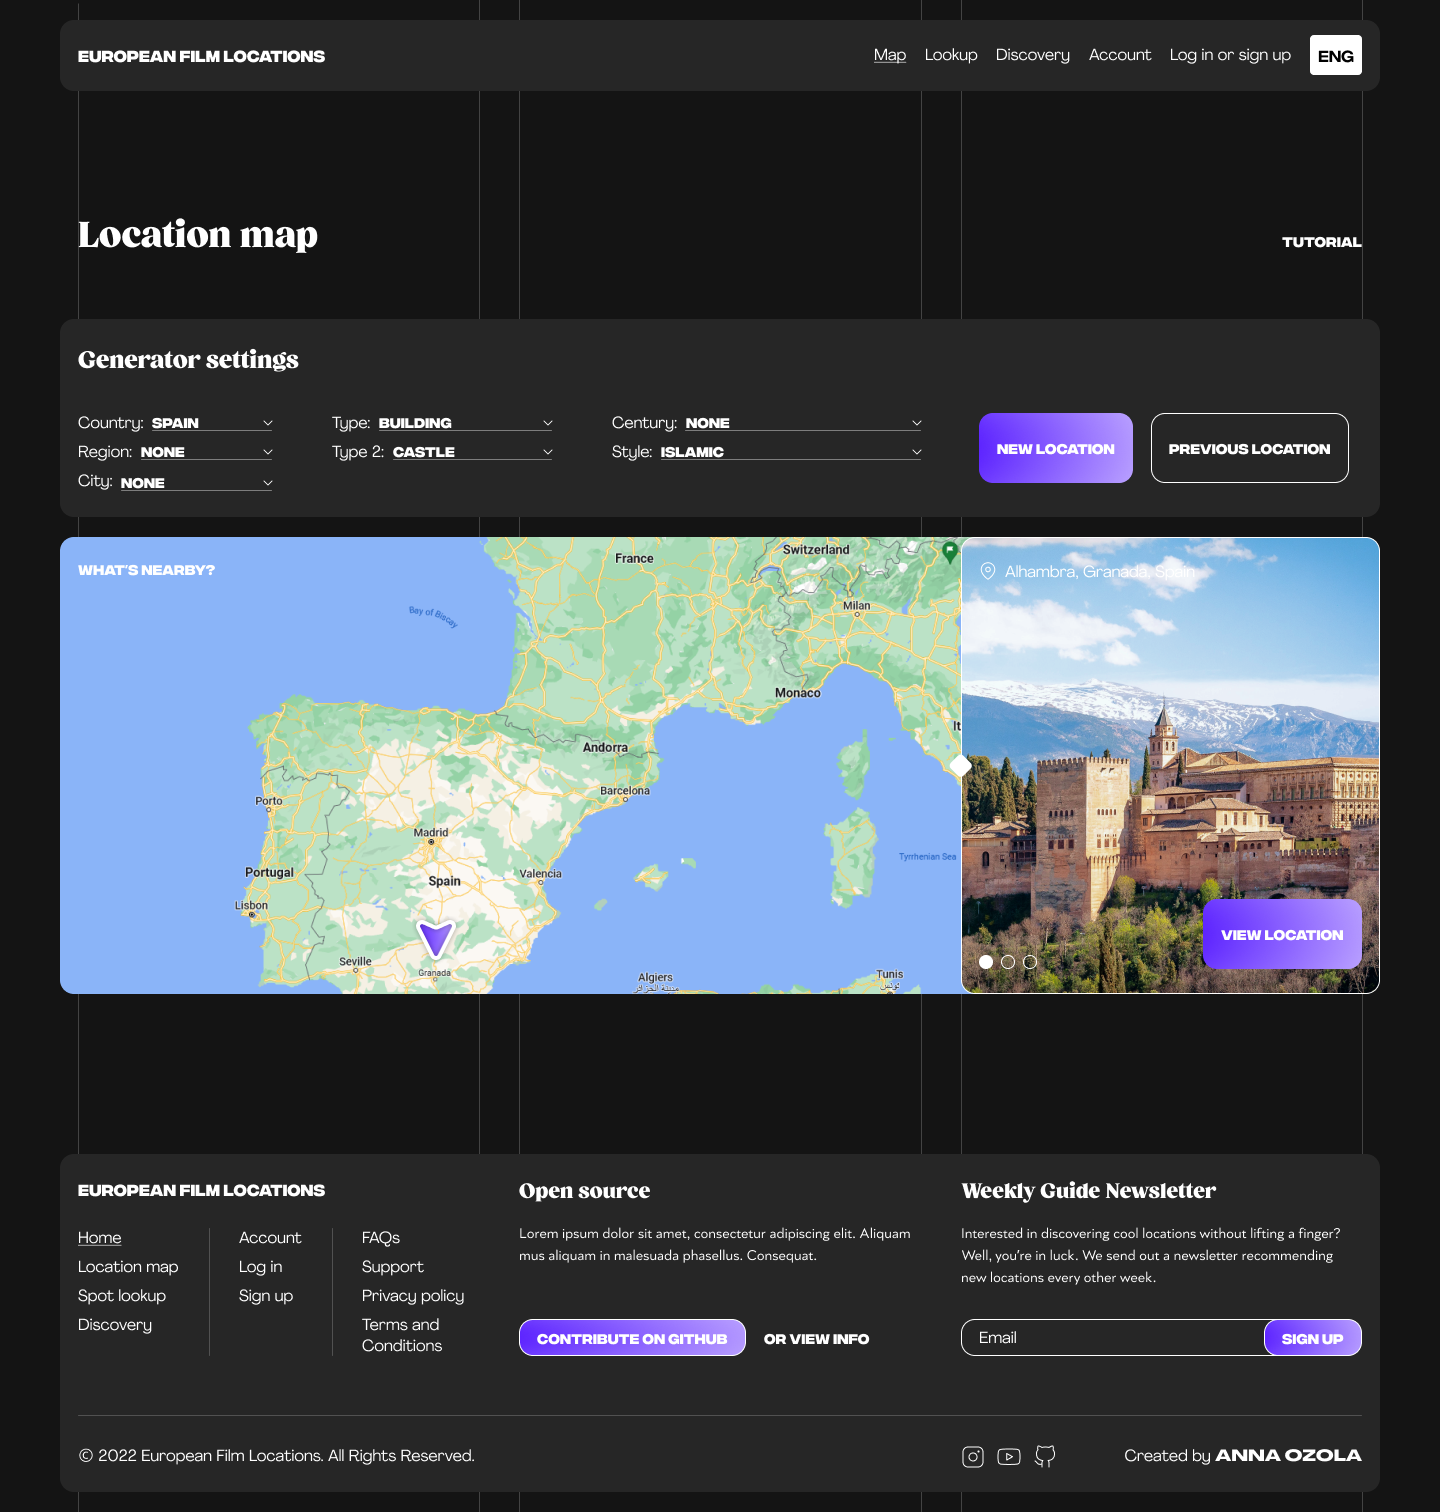 EUROPEAN FILM LOCATIONS
Map Lookup Discovery Account Log in or sign up ENG
Location map
TUTORIAL
Generator settings
Country: SPAIN
Region: NONE
City: NONE
Type: BUILDING
Type 2: CASTLE
Century: NONE
Style: ISLAMIC
NEW LOCATION
PREVIOUS LOCATION
WHAT'S NEARBY?
France
Switzerland
Bay of Biscay
Milan
Monaco
It
Andorra
Barcelona
Porto
Madrid
Portugal
Spain
Valencia
Tyrrhenian Sea
Lisbon
Seville
Granada
Algiers
مدينة الجزائر
Tunis
تونس
Alhambra, Granada, Spain
VIEW LOCATION
EUROPEAN FILM LOCATIONS
Home
Location map
Spot lookup
Discovery
Account
Log in
Sign up
FAQs
Support
Privacy policy
Terms and
Conditions
Open source
Lorem ipsum dolor sit amet, consectetur adipiscing elit. Aliquam
mus aliquam in malesuada phasellus. Consequat.
CONTRIBUTE ON GITHUB
OR VIEW INFO
Weekly Guide Newsletter
Interested in discovering cool locations without lifting a finger?
Well, you're in luck. We send out a newsletter recommending
new locations every other week.
Email
SIGN UP
© 2022 European Film Locations. All Rights Reserved.
Created by ANNA OZOLA